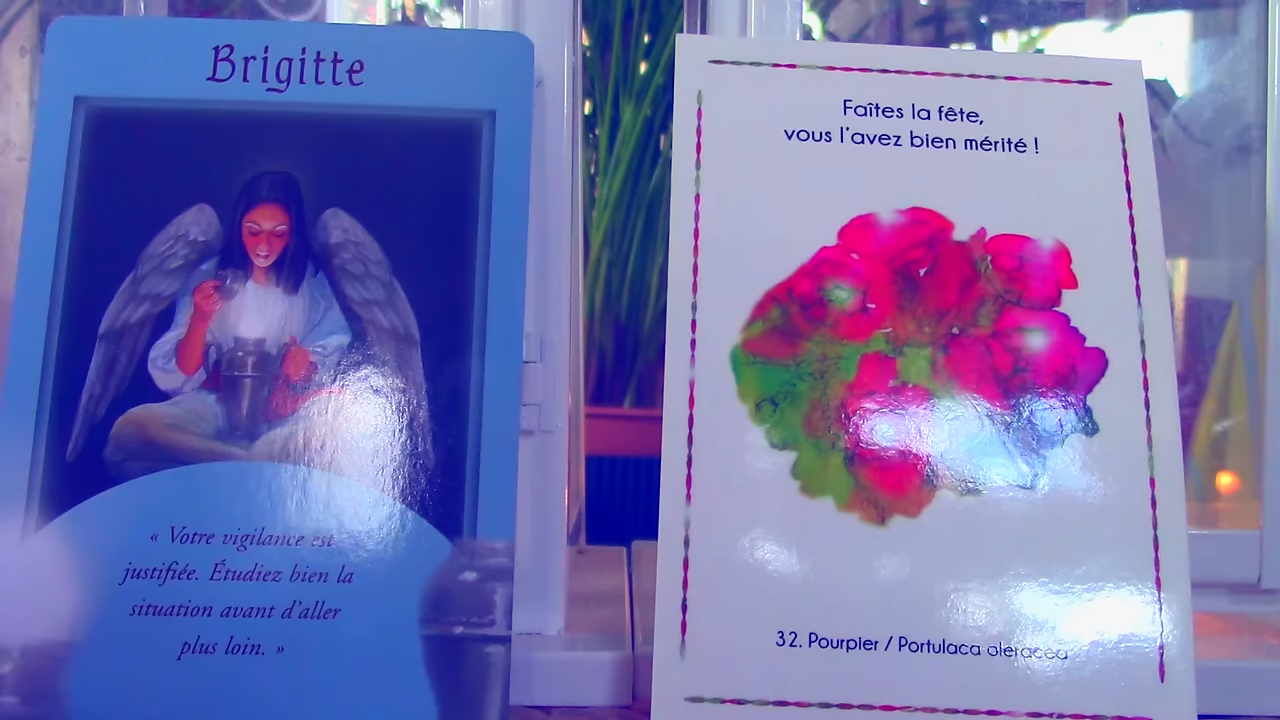 Brigitte
« Votre vigilance est
justifiée. Étudiez bien la
situation avant d'aller
plus loin. »
Faîtes la fête,
vous l'avez bien mérité !
32. Pourpier / Portulaca oleracea